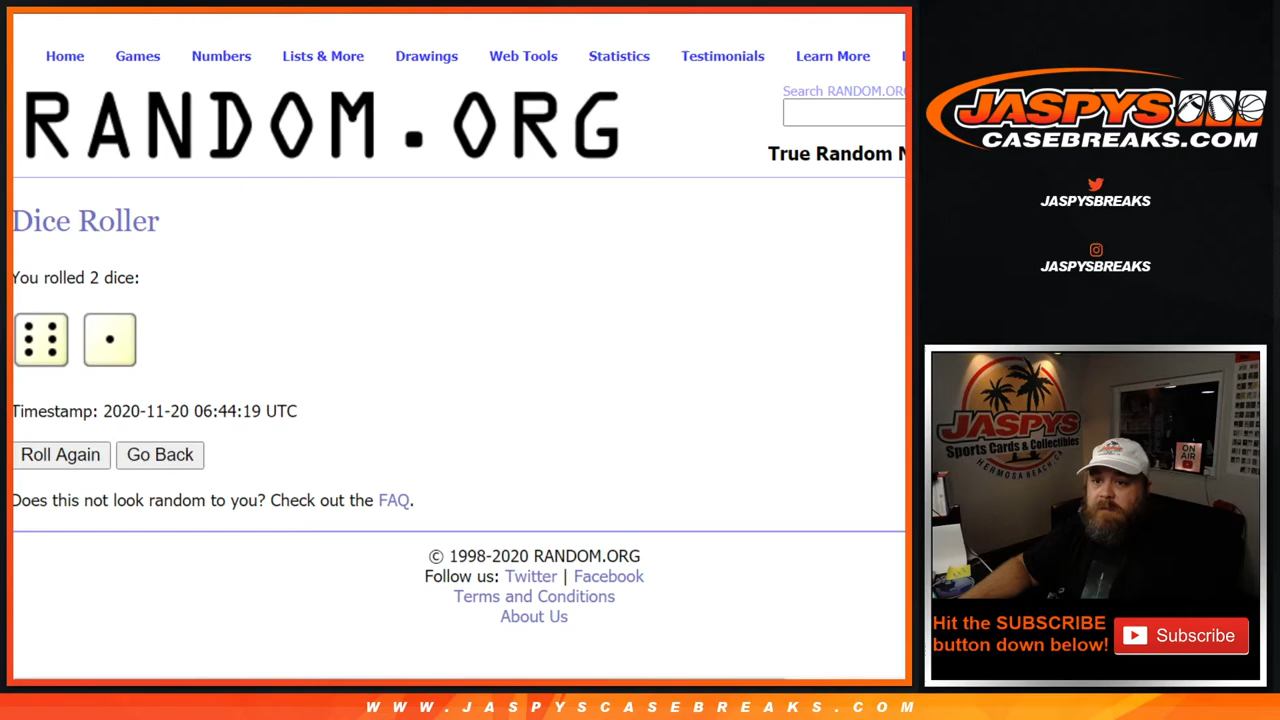 Home Games Numbers Lists & More Drawings Web Tools Statistics Testimonials Learn More
RANDOM.ORG
Search RANDOM.ORG
True Random N
Dice Roller
You rolled 2 dice:
Timestamp: 2020-11-20 06:44:19 UTC
Roll Again Go Back
Does this not look random to you? Check out the FAQ.
© 1998-2020 RANDOM.ORG
Follow us: Twitter | Facebook
Terms and Conditions
About Us
JASPYS
CASEBREAKS.COM
JASPYSBREAKS
JASPYSBREAKS
JASPYS
Sports Cards & Collectibles
HERMOSA BEACH, CA
ON
AIR
Hit the SUBSCRIBE
button down below!
Subscribe
WWW.JASPYSCASEBREAKS.COM